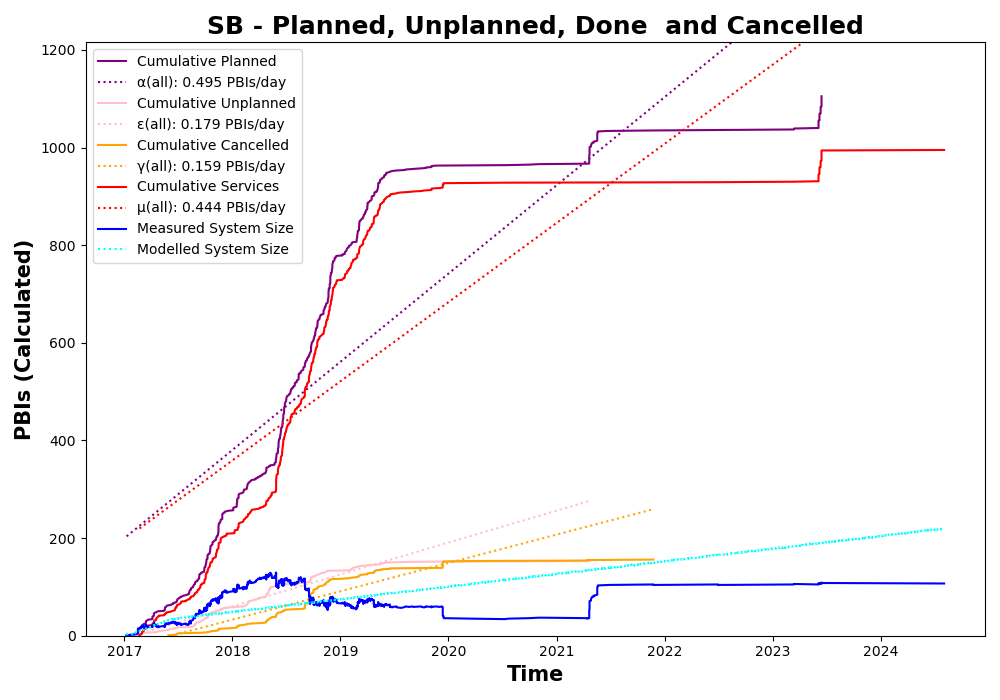 SB - Planned, Unplanned, Done  and Cancelled
PBIs (Calculated)
1200
1000
800
600
400
200
0
Cumulative Planned
α(all): 0.495 PBIs/day
Cumulative Unplanned
ε(all): 0.179 PBIs/day
Cumulative Cancelled
γ(all): 0.159 PBIs/day
Cumulative Services
μ(all): 0.444 PBIs/day
Measured System Size
Modelled System Size
2017 2018 2019 2020 2021 2022 2023 2024
Time